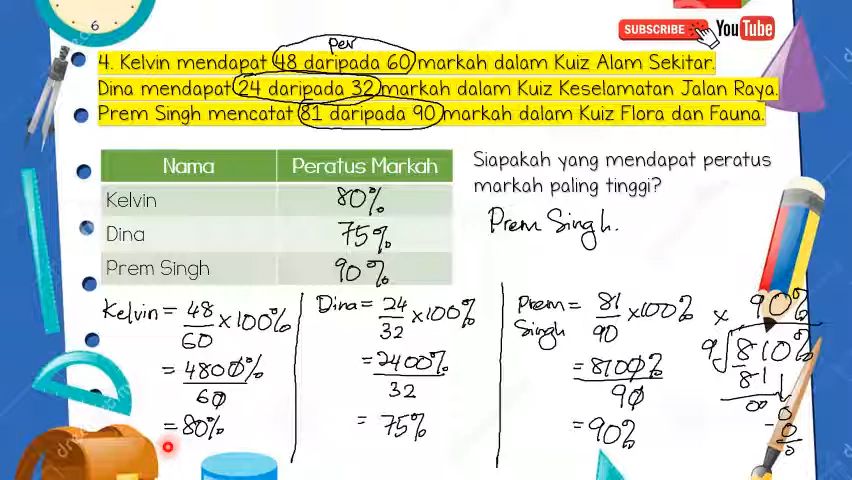 6
SUBSCRIBE YouTube
per
4. Kelvin mendapat 48 daripada 60 markah dalam Kuiz Alam Sekitar.
Dina mendapat 24 daripada 32 markah dalam Kuiz Keselamatan Jalan Raya.
Prem Singh mencatat 81 daripada 90 markah dalam Kuiz Flora dan Fauna.
Nama Peratus Markah
Kelvin 80%
Dina 75%
Prem Singh 90%
Siapakah yang mendapat peratus
markah paling tinggi?
Prem Singh.
Kelvin = 48/60 × 100%
= 4800%/60
= 80%
Dina = 24/32 × 100%
= 2400%/32
= 75%
Prem Singh = 81/90 × 100%
= 8100%/90
= 90%
× 90%
9 810%
81
00
- 0
0